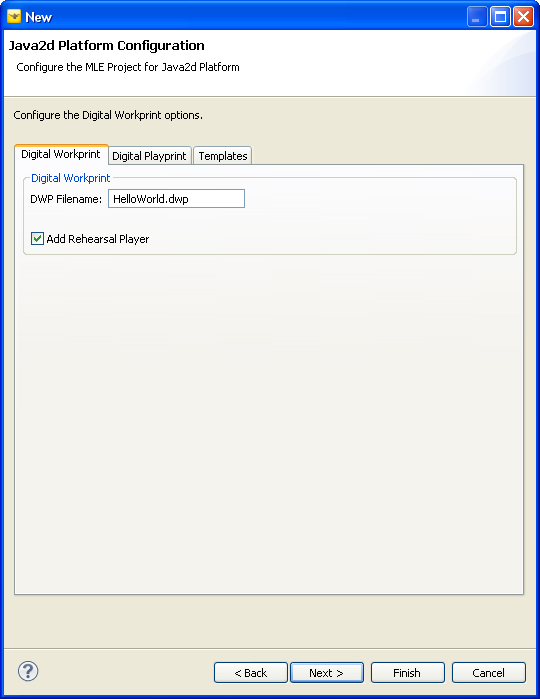 New
Java2d Platform Configuration
Configure the MLE Project for Java2d Platform
Configure the Digital Workprint options.
Digital Workprint Digital Playprint Templates
Digital Workprint
DWP Filename: HelloWorld.dwp
Add Rehearsal Player
? < Back Next > Finish Cancel